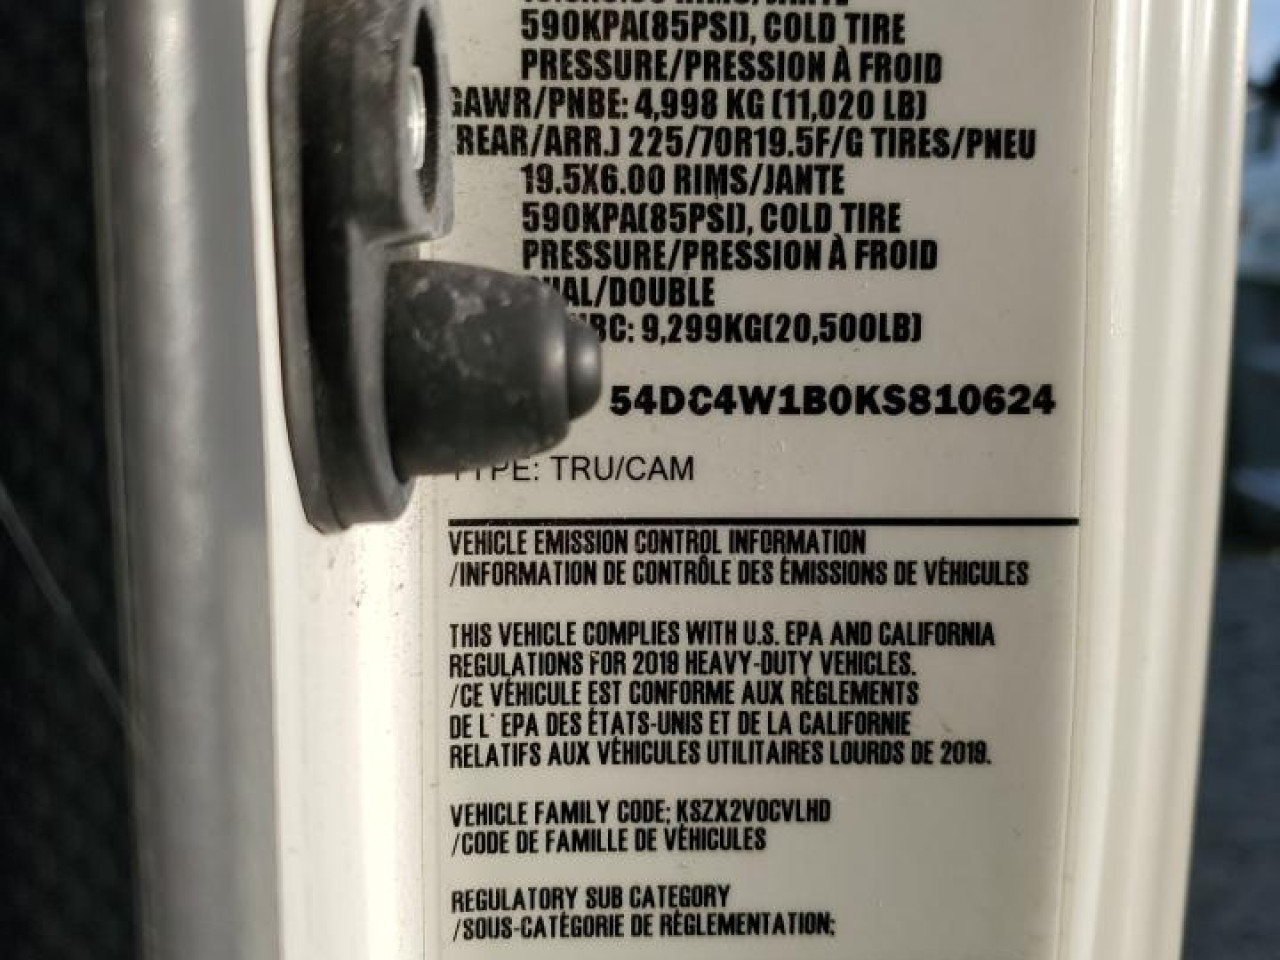 590KPA(85PSI), COLD TIRE
PRESSURE/PRESSION À FROID
GAWR/PNBE: 4,998 KG (11,020 LB)
(REAR/ARR.) 225/70R19.5F/G TIRES/PNEU
19.5X6.00 RIMS/JANTE
590KPA(85PSI), COLD TIRE
PRESSURE/PRESSION À FROID
DUAL/DOUBLE
9,299KG(20,500LB)
54DC4W1B0KS810624
TYPE: TRU/CAM
VEHICLE EMISSION CONTROL INFORMATION
/INFORMATION DE CONTRÔLE DES ÉMISSIONS DE VÉHICULES
THIS VEHICLE COMPLIES WITH U.S. EPA AND CALIFORNIA
REGULATIONS FOR 2019 HEAVY-DUTY VEHICLES.
/CE VÉHICULE EST CONFORME AUX RÈGLEMENTS
DE L' EPA DES ÉTATS-UNIS ET DE LA CALIFORNIE
RELATIFS AUX VÉHICULES UTILITAIRES LOURDS DE 2019.
VEHICLE FAMILY CODE; KSZX2VOCVLHD
/CODE DE FAMILLE DE VÉHICULES
REGULATORY SUB CATEGORY
/SOUS-CATÉGORIE DE RÉGLEMENTATION;